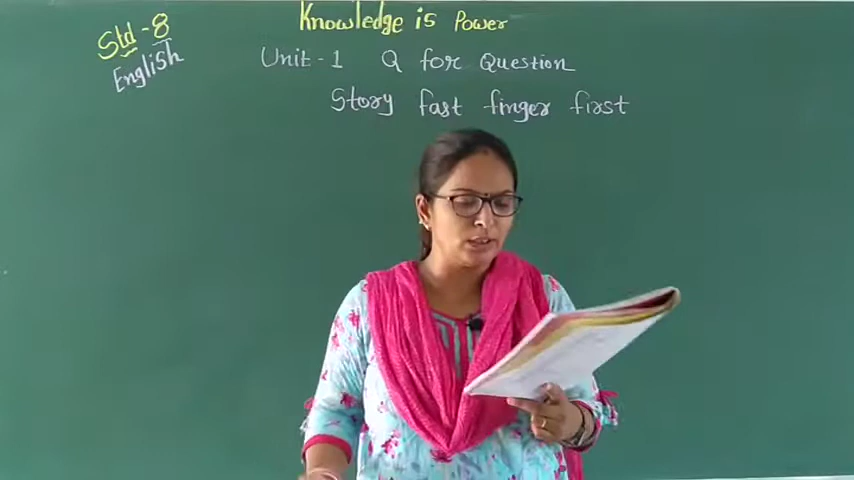 Knowledge is Power
Std - 8
English
Unit - 1 Q for Question
Story fast finger first